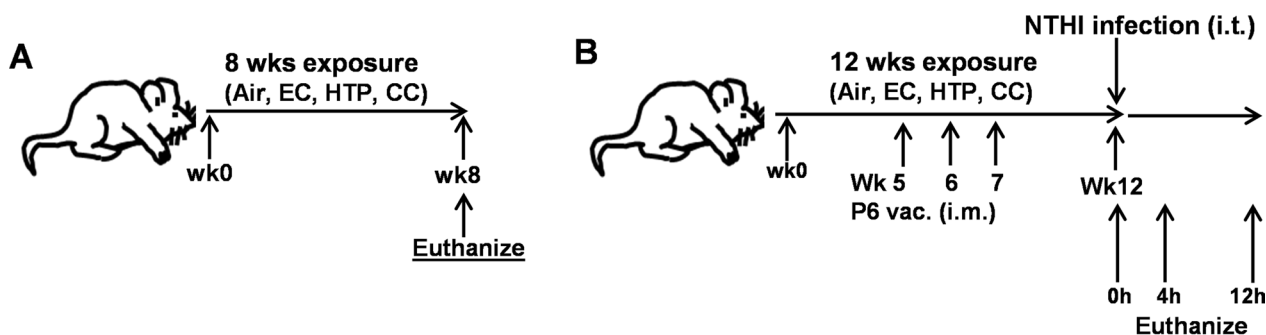 A
8 wks exposure
(Air, EC, HTP, CC)
wk0
wk8
Euthanize
B
NTHI infection (i.t.)
12 wks exposure
(Air, EC, HTP, CC)
wk0
Wk 5 6 7
P6 vac. (i.m.)
Wk12
0h 4h 12h
Euthanize